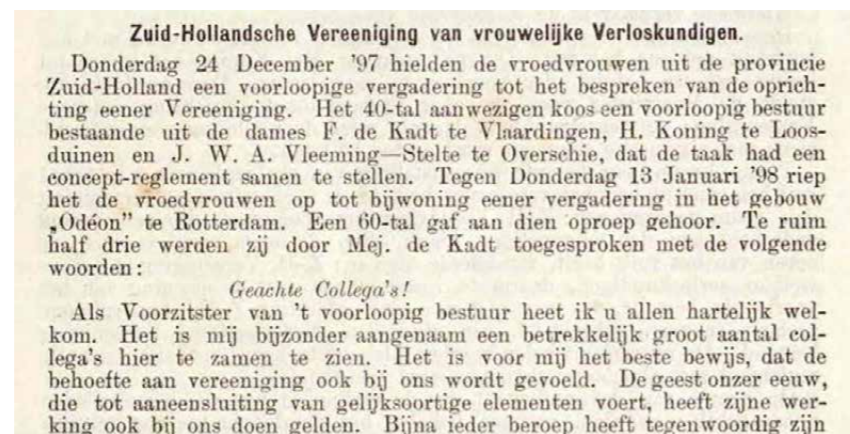 Zuid-Hollandsche Vereeniging van vrouwelijke Verloskundigen.
Donderdag 24 December '97 hielden de vroedvrouwen uit de provincie
Zuid-Holland een voorloopige vergadering tot het bespreken van de oprich-
ting eener Vereeniging. Het 40-tal aanwezigen koos een voorloopig bestuur
bestaande uit de dames F. de Kadt te Vlaardingen, H. Koning te Loos-
duinen en J. W. A. Vleeming—Stelte te Overschie, dat de taak had een
concept-reglement samen te stellen. Tegen Donderdag 13 Januari '98 riep
het de vroedvrouwen op tot bijwoning eener vergadering in het gebouw
„Odéon” te Rotterdam. Een 60-tal gaf aan dien oproep gehoor. Te ruim
half drie werden zij door Mej. de Kadt toegesproken met de volgende
woorden:
Geachte Collega's!
Als Voorzitster van 't voorloopig bestuur heet ik u allen hartelijk wel-
kom. Het is mij bijzonder aangenaam een betrekkelijk groot aantal col-
lega's hier te zamen te zien. Het is voor mij het beste bewijs, dat de
behoefte aan vereeniging ook bij ons wordt gevoeld. De geest onzer eeuw,
die tot aaneensluiting van gelijksoortige elementen voert, heeft zijne wer-
king ook bij ons doen gelden. Bijna ieder beroep heeft tegenwoordig zijn